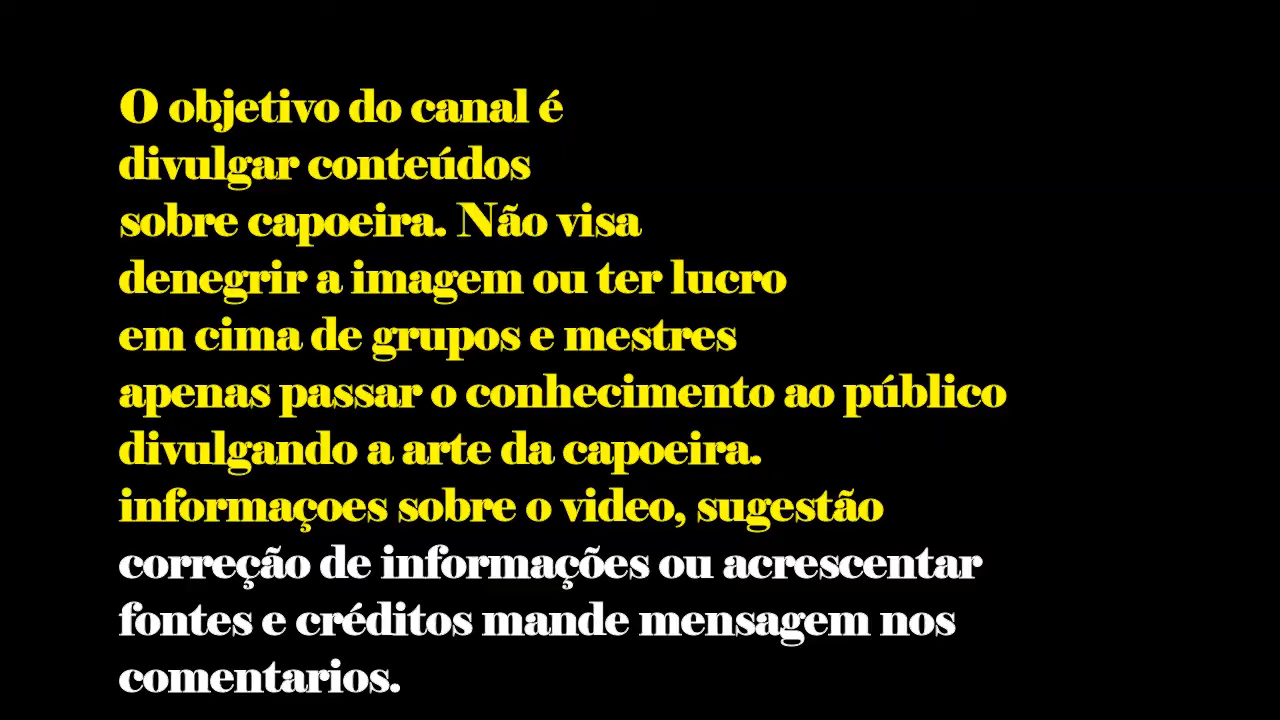 O objetivo do canal é
divulgar conteúdos
sobre capoeira. Não visa
denegrir a imagem ou ter lucro
em cima de grupos e mestres
apenas passar o conhecimento ao público
divulgando a arte da capoeira.
informaçoes sobre o video, sugestão
correção de informações ou acrescentar
fontes e créditos mande mensagem nos
comentarios.